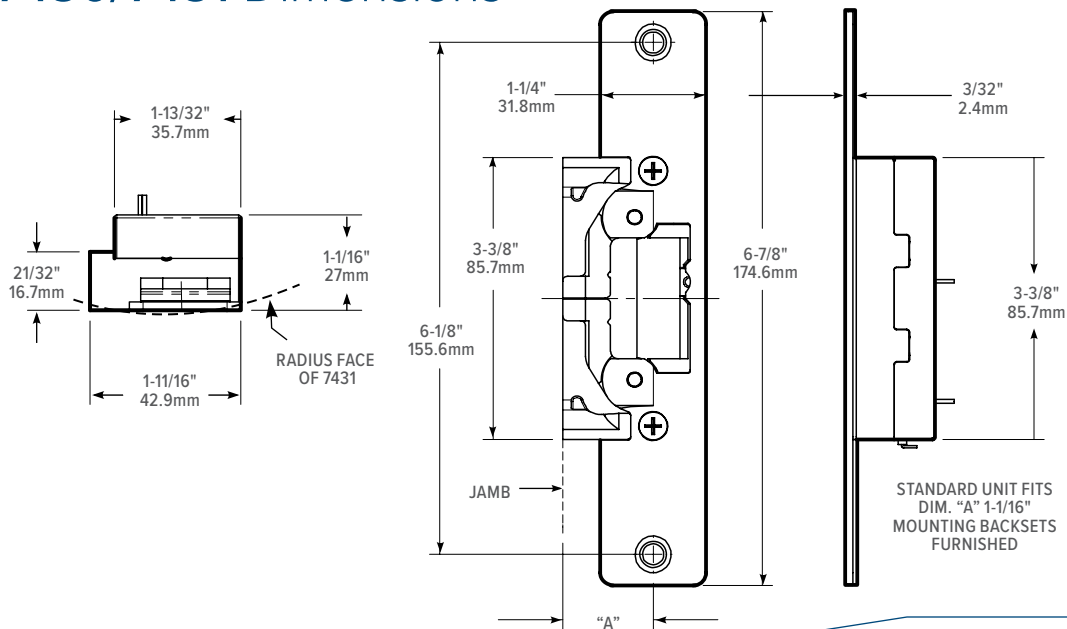 Dimensions
1-13/32"
35.7mm
21/32"
16.7mm
1-1/16"
27mm
1-11/16"
42.9mm
RADIUS FACE
OF 7431
1-1/4"
31.8mm
3-3/8"
85.7mm
6-1/8"
155.6mm
6-7/8"
174.6mm
JAMB
"A"
3/32"
2.4mm
3-3/8"
85.7mm
STANDARD UNIT FITS
DIM. "A" 1-1/16"
MOUNTING BACKSETS
FURNISHED